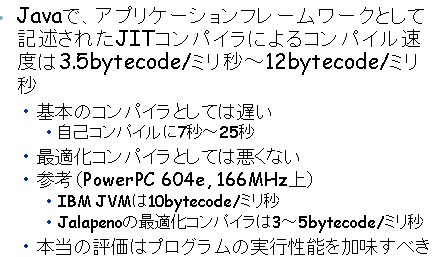 Javaで、アプリケーションフレームワークとして
記述されたJITコンパイラによるコンパイル速
度は3.5bytecode/ミリ秒～12bytecode/ミリ
秒
・基本のコンパイラとしては遅い
・自己コンパイルに7秒～25秒
・最適化コンパイラとしては悪くない
・参考（PowerPC 604e, 166MHz上）
・IBM JVMは10bytecode/ミリ秒
・Jalapenoの最適化コンパイラは3～5bytecode/ミリ秒
・本当の評価はプログラムの実行性能を加味すべき